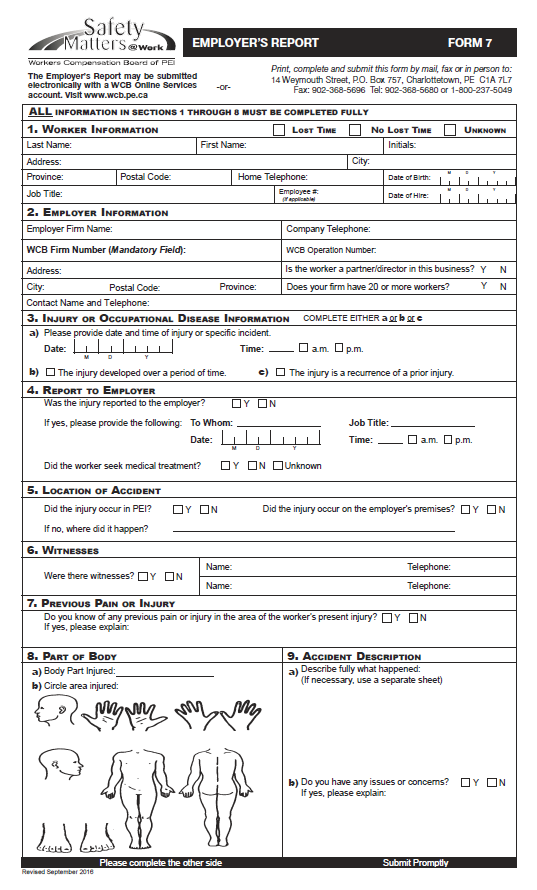 Safety
Matters @Work
Workers Compensation Board of PEI
EMPLOYER'S REPORT FORM 7
The Employer's Report may be submitted
electronically with a WCB Online Services
account. Visit www.wcb.pe.ca
-or-
Print, complete and submit this form by mail, fax or in person to:
14 Weymouth Street, P.O. Box 757, Charlottetown, PE C1A 7L7
Fax: 902-368-5696 Tel: 902-368-5680 or 1-800-237-5049
ALL INFORMATION IN SECTIONS 1 THROUGH 8 MUST BE COMPLETED FULLY
1. WORKER INFORMATION LOST TIME NO LOST TIME UNKNOWN
Last Name: First Name: Initials:
Address: City:
Province: Postal Code: Home Telephone: Date of Birth: M D Y
Job Title: Employee #: Date of Hire: M D Y
(if applicable)
2. EMPLOYER INFORMATION
Employer Firm Name: Company Telephone:
WCB Firm Number (Mandatory Field): WCB Operation Number:
Address: Is the worker a partner/director in this business? Y N
City: Postal Code: Province: Does your firm have 20 or more workers? Y N
Contact Name and Telephone:
3. INJURY OR OCCUPATIONAL DISEASE INFORMATION COMPLETE EITHER a or b or c
a) Please provide date and time of injury or specific incident.
Date: Time: a.m. p.m.
M D Y
b) The injury developed over a period of time. c) The injury is a recurrence of a prior injury.
4. REPORT TO EMPLOYER
Was the injury reported to the employer? Y N
If yes, please provide the following: To Whom: Job Title:
Date: Time: a.m. p.m.
M D Y
Did the worker seek medical treatment? Y N Unknown
5. LOCATION OF ACCIDENT
Did the injury occur in PEI? Y N Did the injury occur on the employer's premises? Y N
If no, where did it happen?
6. WITNESSES
Were there witnesses? Y N
Name: Telephone:
Name: Telephone:
7. PREVIOUS PAIN OR INJURY
Do you know of any previous pain or injury in the area of the worker's present injury? Y N
If yes, please explain:
8. PART OF BODY
a) Body Part Injured:
b) Circle area injured:
9. ACCIDENT DESCRIPTION
a) Describe fully what happened:
(If necessary, use a separate sheet)
b) Do you have any issues or concerns? Y N
If yes, please explain:
Please complete the other side Submit Promptly
Revised September 2016